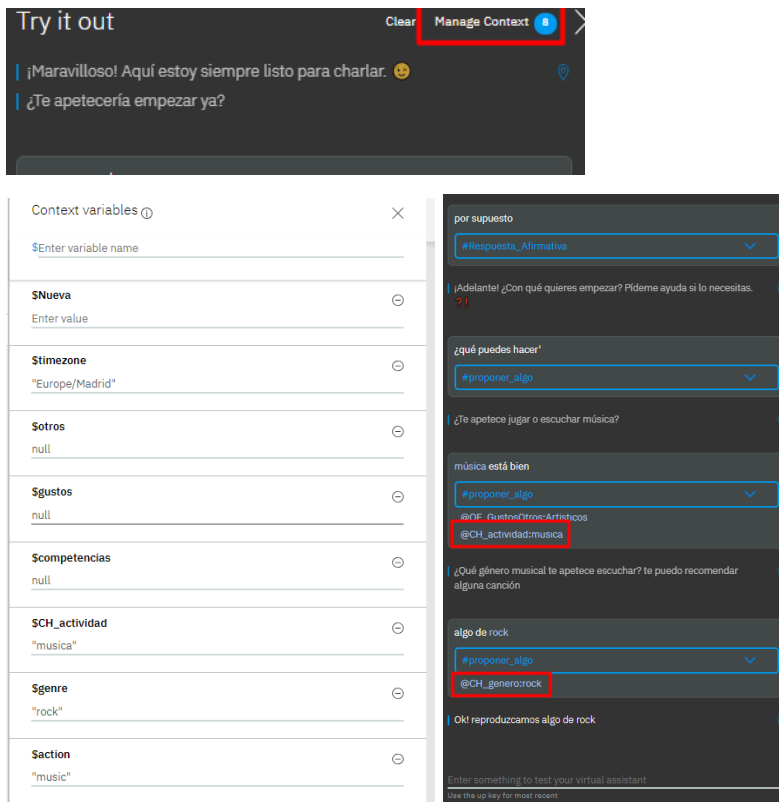 Try it out
Clear
Manage Context 8
¡Maravilloso! Aquí estoy siempre listo para charlar. 😉
¿Te apetecería empezar ya?
Context variables
$Enter variable name
$Nueva
Enter value
$timezone
"Europe/Madrid"
$otros
null
$gustos
null
$competencias
null
$CH_actividad
"musica"
$genre
"rock"
$action
"music"
por supuesto
#Respuesta_Afirmativa
¡Adelante! ¿Con qué quieres empezar? Pídeme ayuda si lo necesitas.
❓❗
¿qué puedes hacer'
#proponer_algo
¿Te apetece jugar o escuchar música?
música está bien
#proponer_algo
@OE_GustosOtros:Artísticos
@CH_actividad:musica
¿Qué género musical te apetece escuchar? te puedo recomendar
alguna canción
algo de rock
#proponer_algo
@CH_genero:rock
Ok! reproduzcamos algo de rock
Enter something to test your virtual assistant
Use the up key for most recent